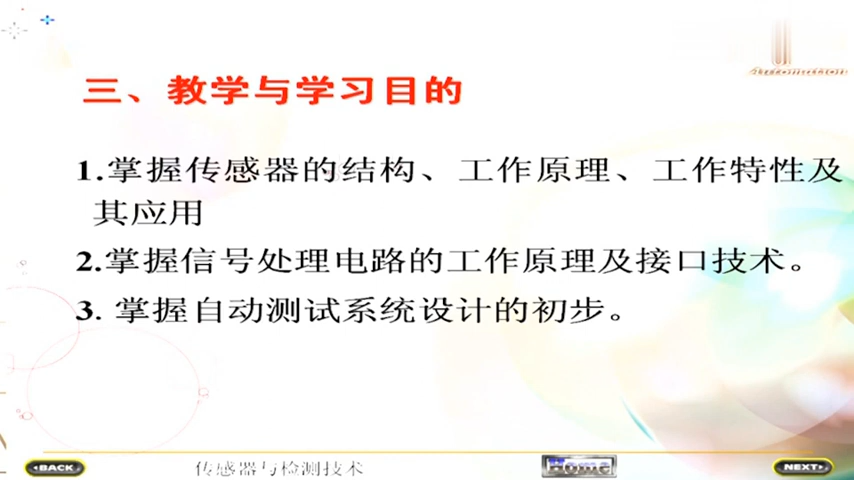 Automation
三、教学与学习目的
1.掌握传感器的结构、工作原理、工作特性及
其应用
2.掌握信号处理电路的工作原理及接口技术。
3. 掌握自动测试系统设计的初步。
BACK
传感器与检测技术
Home
NEXT